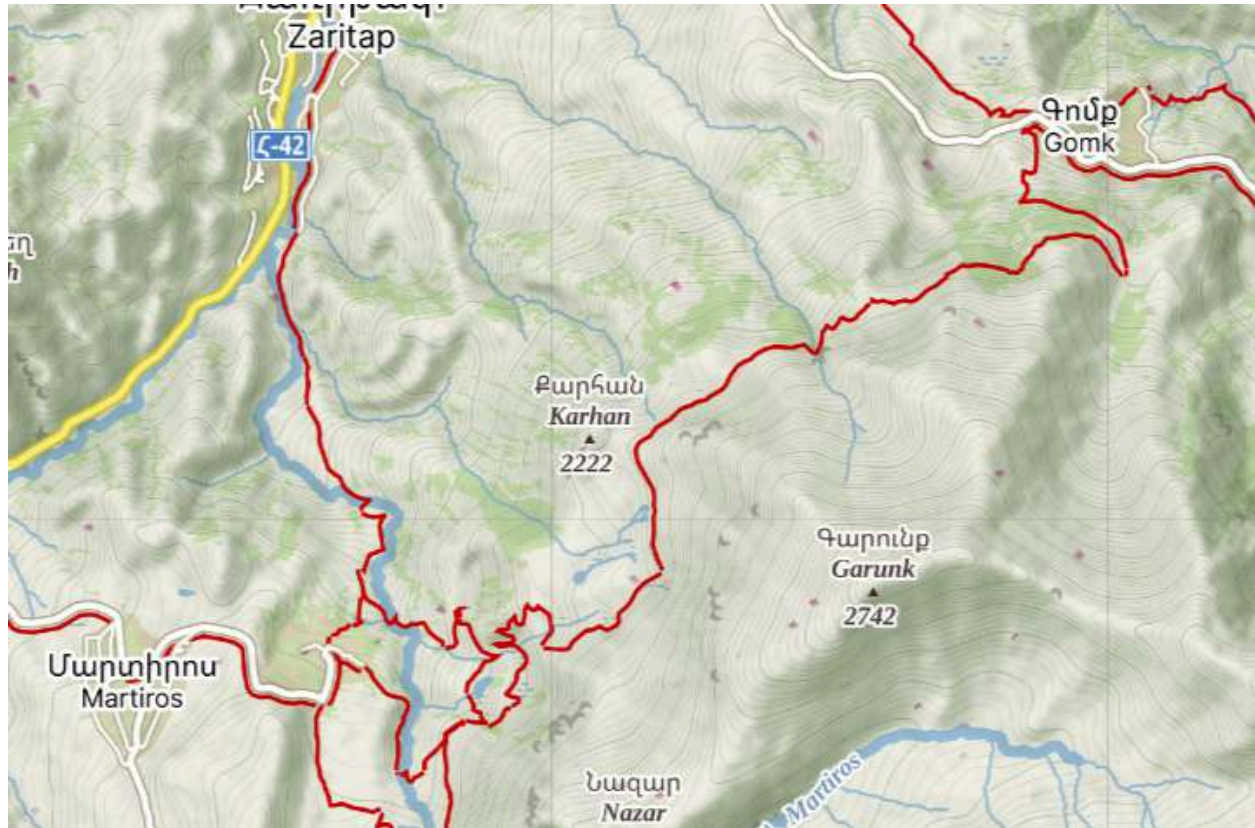 Zaritap
Հ-42
Գոմք
Gomk
Քարհան
Karhan
2222
Գարունք
Garunk
2742
Մարտիրոս
Martiros
Նազար
Nazar
Martiros